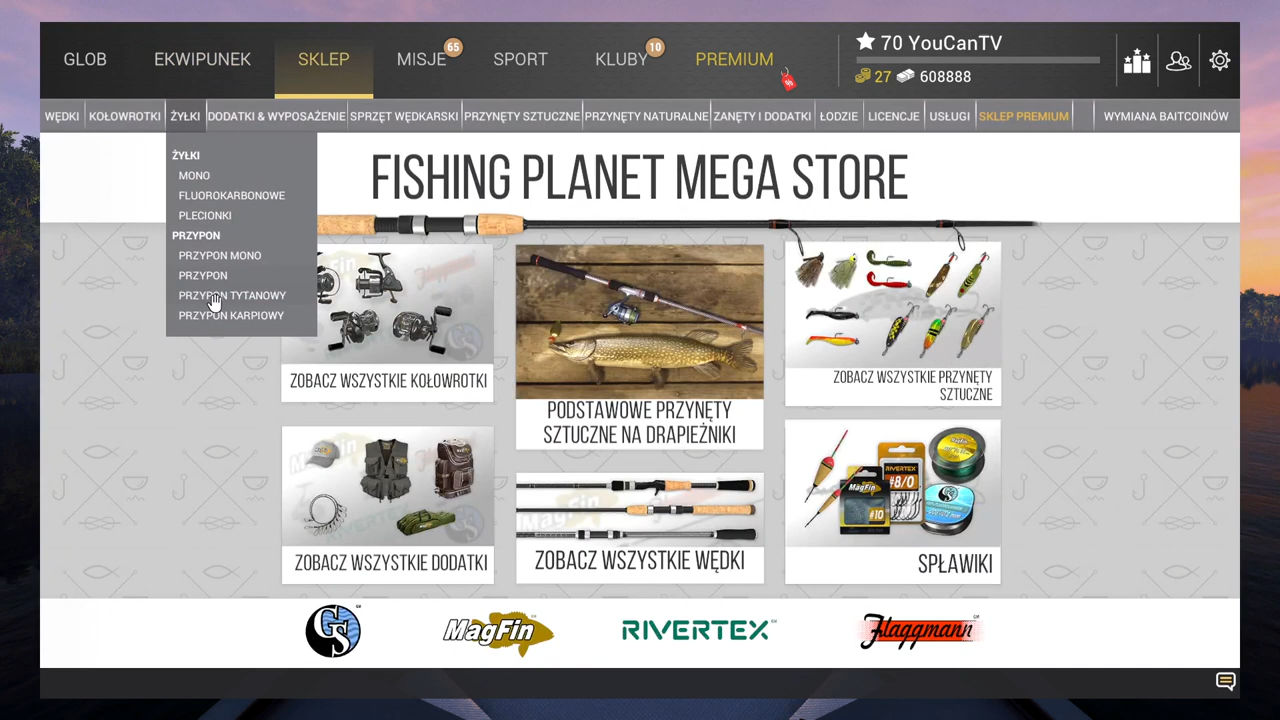 GLOB EKWIPUNEK SKLEP MISJE 65 SPORT KLUBY 10 PREMIUM %
70 YouCanTV
27 608888
WĘDKI KOŁOWROTKI ŻYŁKI DODATKI & WYPOSAŻENIE SPRZĘT WĘDKARSKI PRZYNĘTY SZTUCZNE PRZYNĘTY NATURALNE ZANĘTY I DODATKI ŁODZIE LICENCJE USŁUGI SKLEP PREMIUM WYMIANA BAITCOINÓW
ŻYŁKI
MONO
FLUOROKARBONOWE
PLECIONKI
PRZYPON
PRZYPON MONO
PRZYPON
PRZYPON TYTANOWY
PRZYPON KARPIOWY
FISHING PLANET MEGA STORE
ZOBACZ WSZYSTKIE KOŁOWROTKI
PODSTAWOWE PRZYNĘTY
SZTUCZNE NA DRAPIEŻNIKI
ZOBACZ WSZYSTKIE PRZYNĘTY
SZTUCZNE
ZOBACZ WSZYSTKIE DODATKI
ZOBACZ WSZYSTKIE WĘDKI
RIVERTEX
#8/0
MagFin
#10
SPŁAWIKI
GS
MagFin
RIVERTEX
Flaggmann